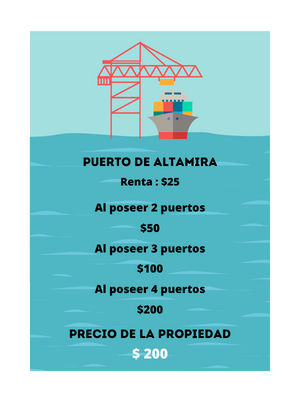 PUERTO DE ALTAMIRA
Renta : $25
Al poseer 2 puertos
$50
Al poseer 3 puertos
$100
Al poseer 4 puertos
$200
PRECIO DE LA PROPIEDAD
$ 200